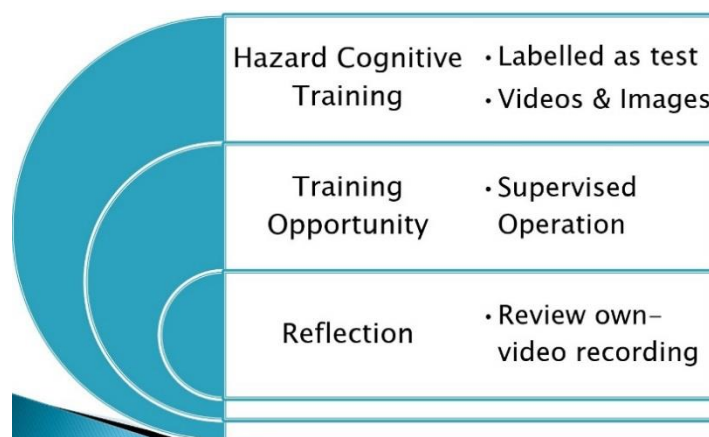 Hazard Cognitive
Training
• Labelled as test
• Videos & Images
Training
Opportunity
• Supervised
Operation
Reflection
• Review own-
video recording